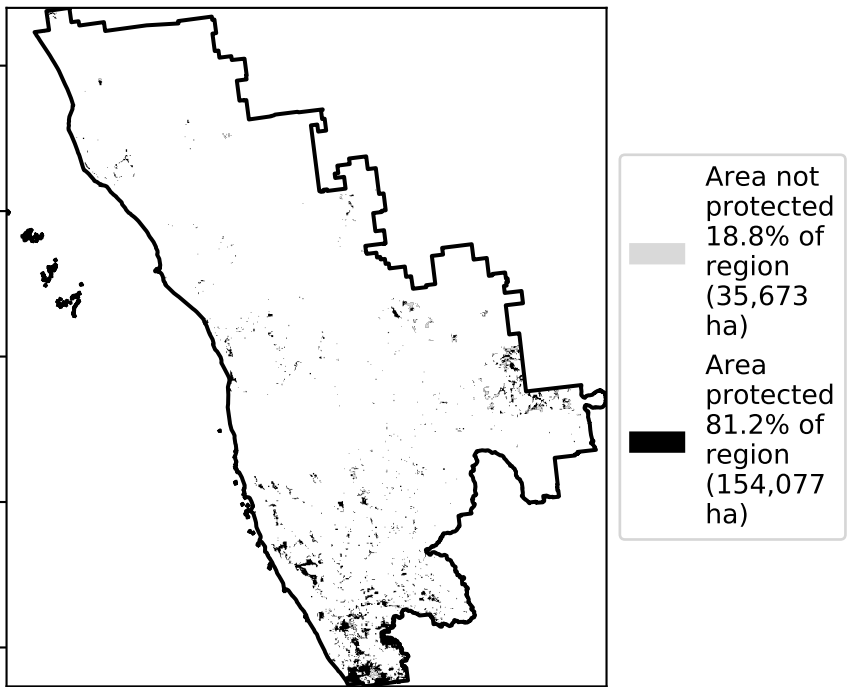 Area not
protected
18.8% of
region
(35,673
ha)
Area
protected
81.2% of
region
(154,077
ha)